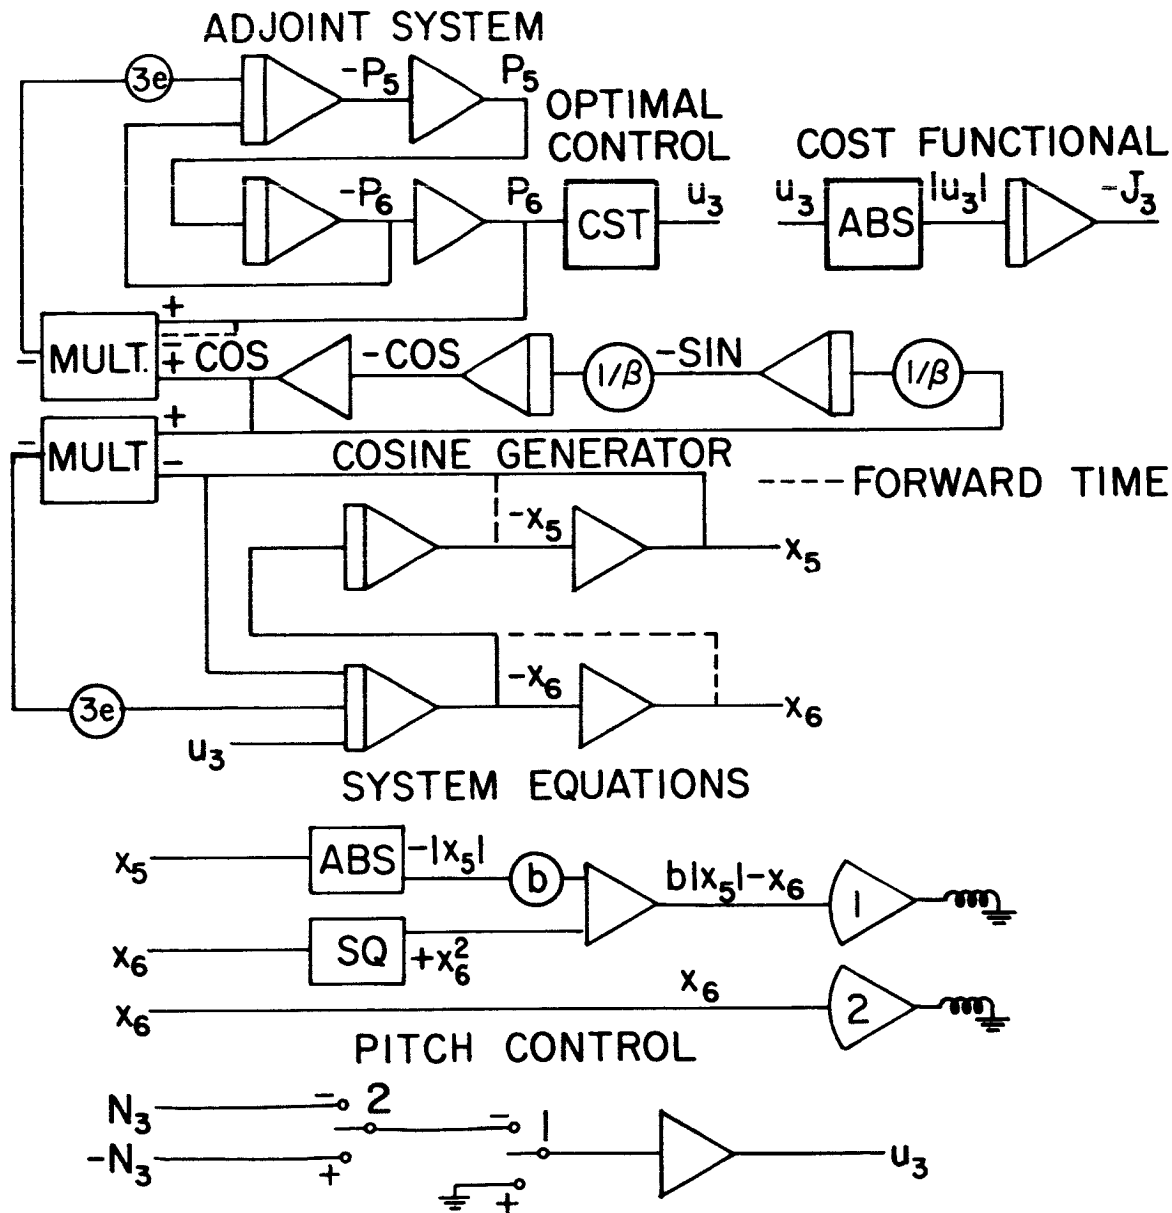 ADJOINT SYSTEM
3e
-P5
P5
OPTIMAL
CONTROL
COST FUNCTIONAL
-P6
P6
CST
u3
u3
ABS
|u3|
-J3
+
-
MULT.
-
+
COS
-COS
1/β
-SIN
1/β
-
MULT
+
-
COSINE GENERATOR
---- FORWARD TIME
-x5
x5
3e
u3
-x6
x6
SYSTEM EQUATIONS
x5
ABS
-|x5|
b
b|x5|-x6
1
x6
SQ
+x6²
x6
x6
2
PITCH CONTROL
N3
-
2
-
1
-N3
+
+
u3